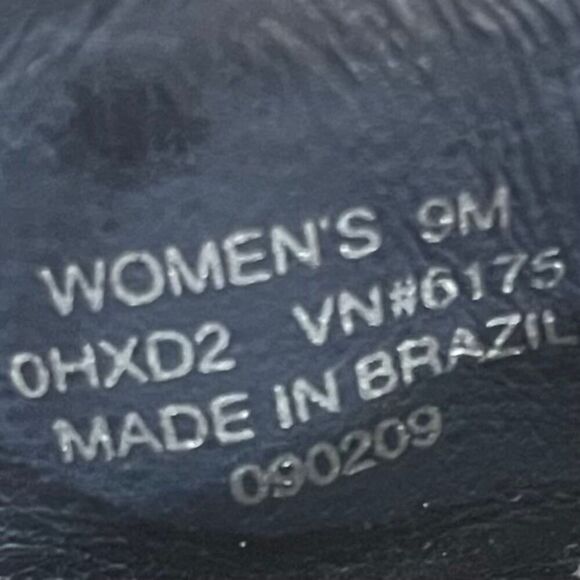 WOMEN'S 9M
0HXD2 VN#6175
MADE IN BRAZIL
090209